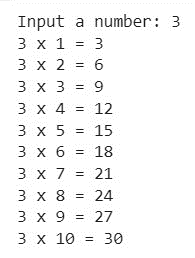 Input a number: 3
3 x 1 = 3
3 x 2 = 6
3 x 3 = 9
3 x 4 = 12
3 x 5 = 15
3 x 6 = 18
3 x 7 = 21
3 x 8 = 24
3 x 9 = 27
3 x 10 = 30